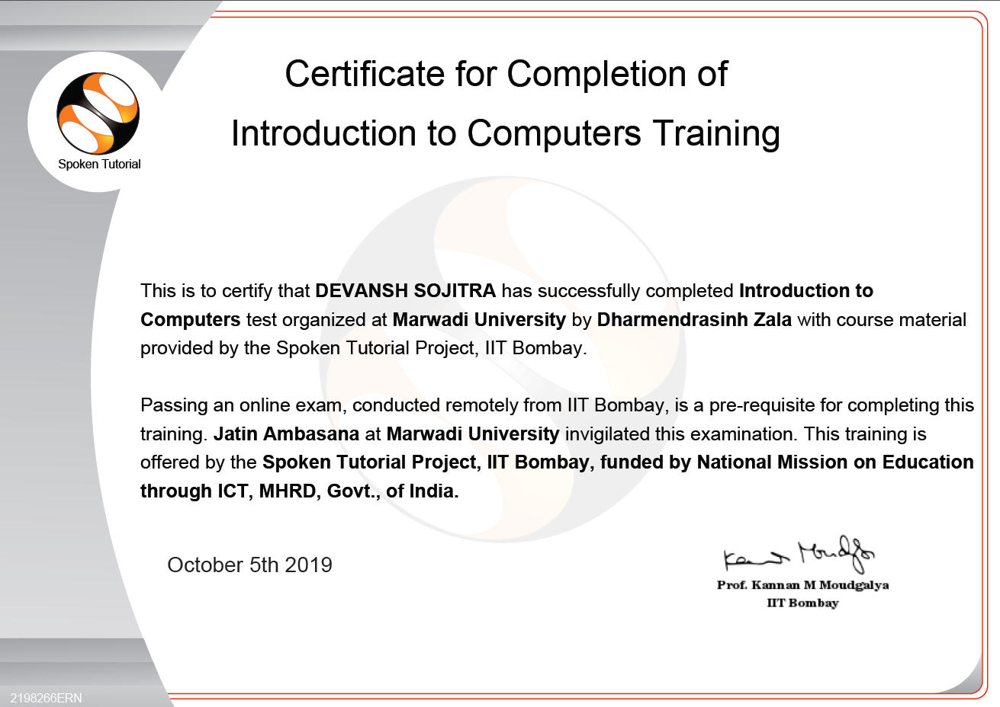 Certificate for Completion of
Introduction to Computers Training
Spoken Tutorial
This is to certify that DEVANSH SOJITRA has successfully completed Introduction to
Computers test organized at Marwadi University by Dharmendrasinh Zala with course material
provided by the Spoken Tutorial Project, IIT Bombay.
Passing an online exam, conducted remotely from IIT Bombay, is a pre-requisite for completing this
training. Jatin Ambasana at Marwadi University invigilated this examination. This training is
offered by the Spoken Tutorial Project, IIT Bombay, funded by National Mission on Education
through ICT, MHRD, Govt., of India.
October 5th 2019
Prof. Kannan M Moudgalya
IIT Bombay
2198266ERN